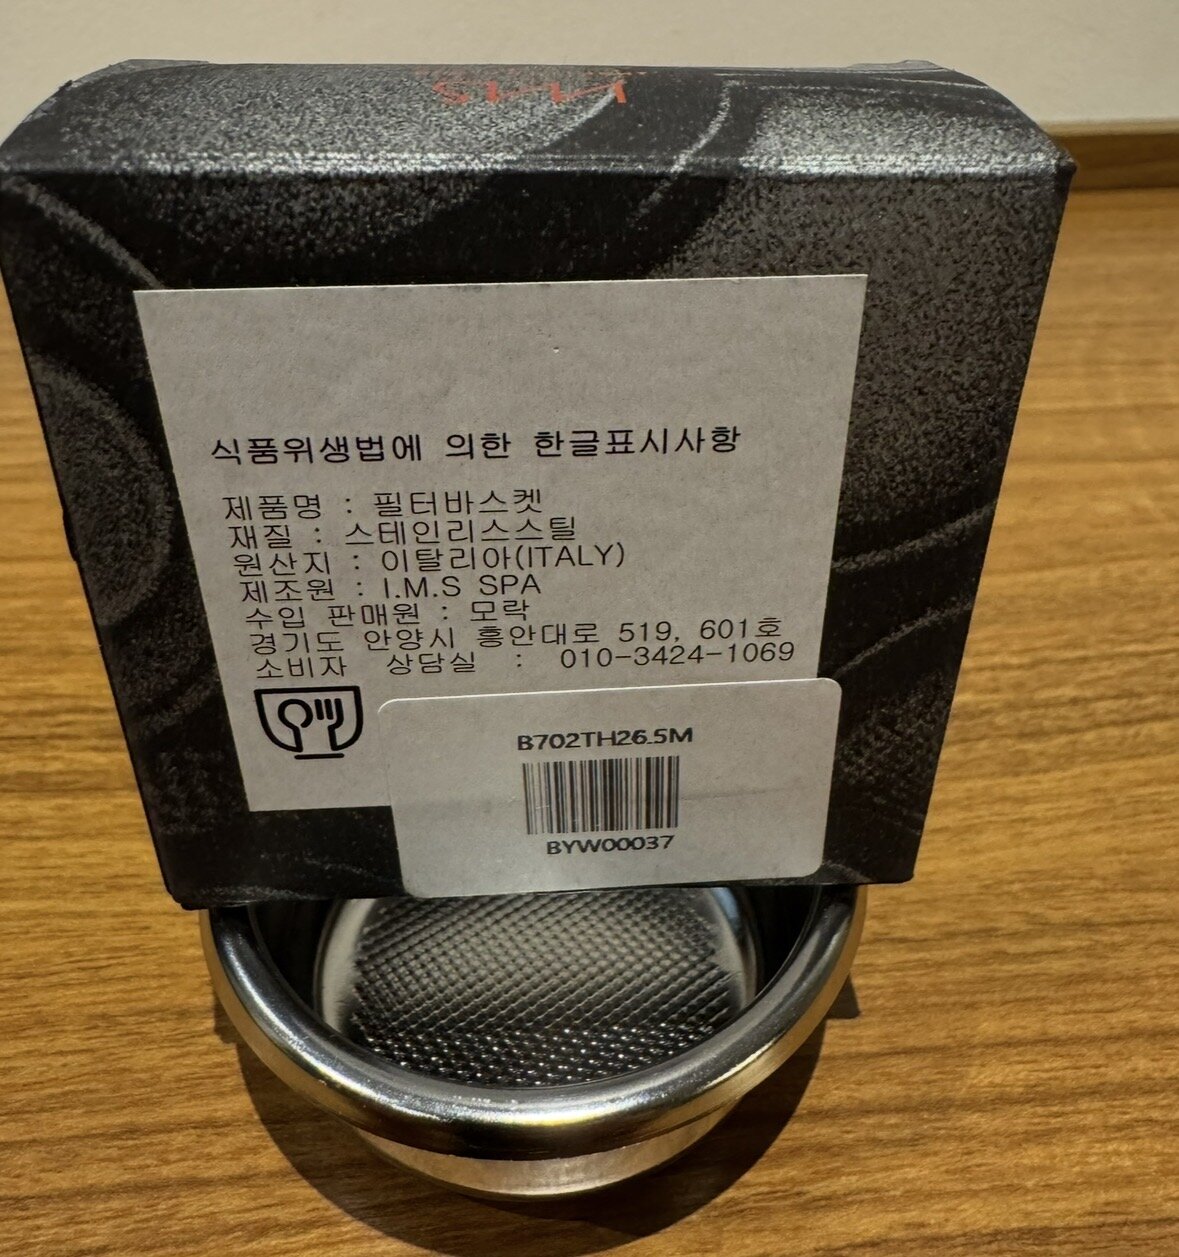 IMS
식품위생법에 의한 한글표시사항
제품명 : 필터바스켓
재질 : 스테인리스스틸
원산지 : 이탈리아(ITALY)
제조원 : I.M.S SPA
수입 판매원 : 모락
경기도 안양시 흥안대로 519, 601호
소비자 상담실 : 010-3424-1069
B702TH26.5M
BYW00037